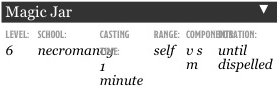 Magic Jar
LEVEL: SCHOOL: CASTING TIME: RANGE: COMPONENTS: DURATION:
6 necromancy 1 minute self v s m until dispelled